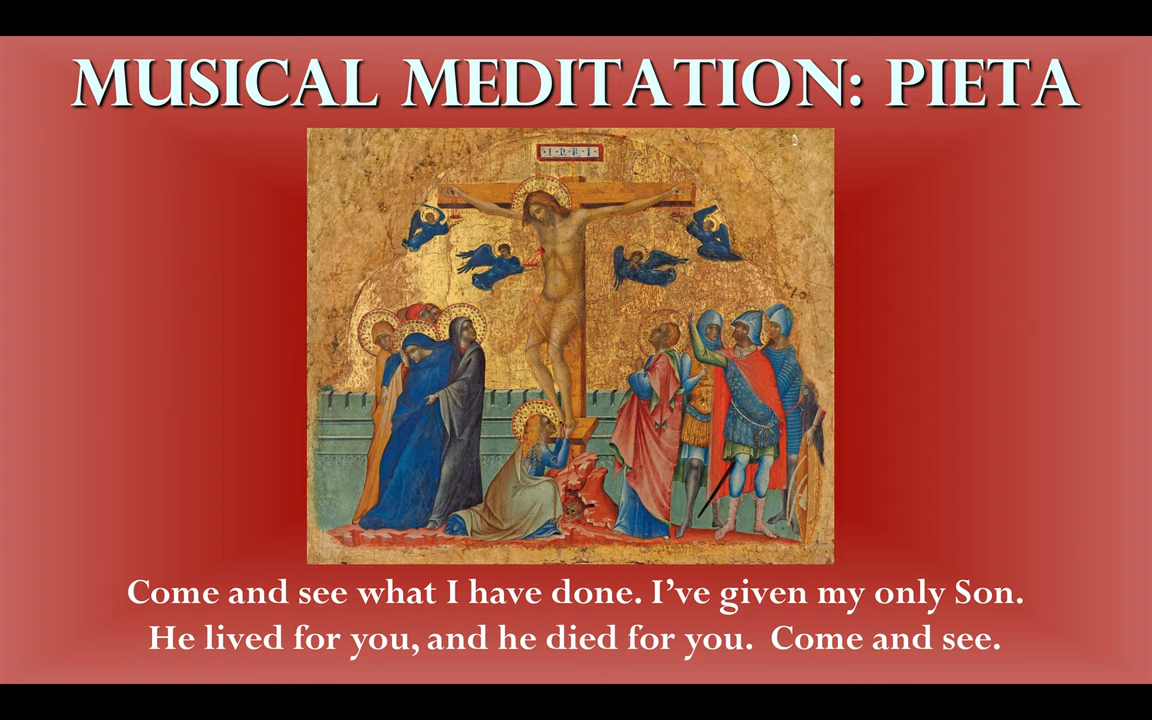 MUSICAL MEDITATION: PIETA
Come and see what I have done. I’ve given my only Son.
He lived for you, and he died for you. Come and see.